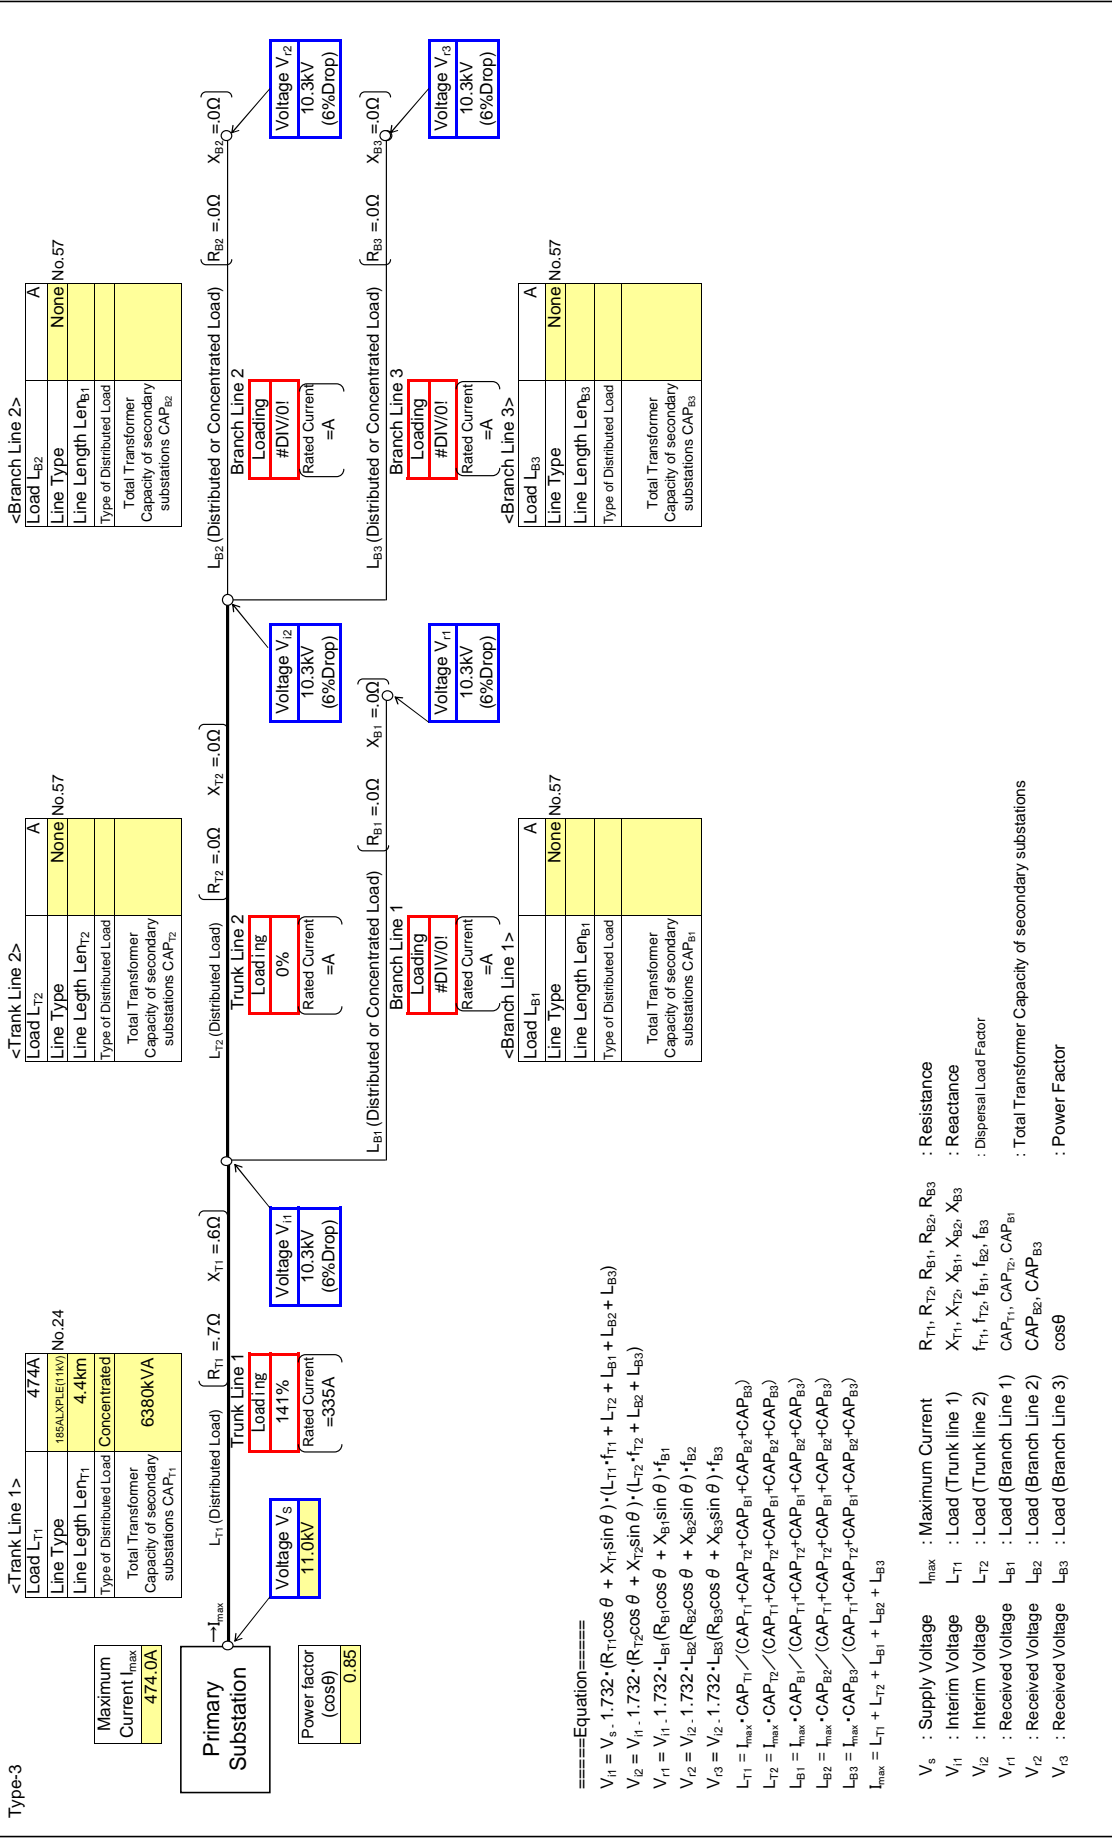 Type-3
<Trank Line 1>
Load LT1 474A
Line Type 185ALXPLE(11kV) No.24
Line Length LenT1 4.4km
Type of Distributed Load Concentrated
Total Transformer
Capacity of secondary
substations CAPT1
6380kVA
<Trank Line 2>
Load LT2 A
Line Type None No.57
Line Legth LenT2
Type of Distributed Load
Total Transformer
Capacity of secondary
substations CAPT2
<Branch Line 2>
Load LB2 A
Line Type None No.57
Line Length LenB1
Type of Distributed Load
Total Transformer
Capacity of secondary
substations CAPB2
Maximum
Current Imax
474.0A
Primary
Substation
→Imax
Power factor
(cosθ)
0.85
LT1 (Distributed Load) RT1 =.7Ω XT1 =.6Ω
LT2 (Distributed Load) RT2 =.0Ω XT2 =.0Ω
LB2 (Distributed or Concentrated Load) RB2 =.0Ω XB2 =.0Ω
Voltage VS
11.0kV
Trunk Line 1
Loading
141%
Rated Current
=335A
Voltage Vi1
10.3kV
(6%Drop)
Trunk Line 2
Loading
0%
Rated Current
=A
Voltage Vi2
10.3kV
(6%Drop)
Branch Line 2
Loading
#DIV/0!
Rated Current
=A
Voltage Vr2
10.3kV
(6%Drop)
LB1 (Distributed or Concentrated Load) RB1 =.0Ω XB1 =.0Ω
LB3 (Distributed or Concentrated Load) RB3 =.0Ω XB3 =.0Ω
Branch Line 1
Loading
#DIV/0!
Rated Current
=A
Voltage Vr1
10.3kV
(6%Drop)
Branch Line 3
Loading
#DIV/0!
Rated Current
=A
Voltage Vr3
10.3kV
(6%Drop)
<Branch Line 1>
Load LB1 A
Line Type None No.57
Line Length LenB1
Type of Distributed Load
Total Transformer
Capacity of secondary
substations CAPB1
<Branch Line 3>
Load LB3 A
Line Type None No.57
Line Length LenB3
Type of Distributed Load
Total Transformer
Capacity of secondary
substations CAPB3
=====Equation=====
Vi1 = VS - 1.732・(RT1cosθ + XT1sinθ)・(LT1・fT1 + LT2 + LB1 + LB2 + LB3)
Vi2 = Vi1 - 1.732・(RT2cosθ + XT2sinθ)・(LT2・fT2 + LB2 + LB3)
Vr1 = Vi1 - 1.732・LB1(RB1cosθ + XB1sinθ)・fB1
Vr2 = Vi2 - 1.732・LB2(RB2cosθ + XB2sinθ)・fB2
Vr3 = Vi2 - 1.732・LB3(RB3cosθ + XB3sinθ)・fB3
LT1 = Imax・CAPT1／(CAPT1+CAPT2+CAPB1+CAPB2+CAPB3)
LT2 = Imax・CAPT2／(CAPT1+CAPT2+CAPB1+CAPB2+CAPB3)
LB1 = Imax・CAPB1／(CAPT1+CAPT2+CAPB1+CAPB2+CAPB3)
LB2 = Imax・CAPB2／(CAPT1+CAPT2+CAPB1+CAPB2+CAPB3)
LB3 = Imax・CAPB3／(CAPT1+CAPT2+CAPB1+CAPB2+CAPB3)
Imax = LT1 + LT2 + LB1 + LB2 + LB3
Vs : Supply Voltage Imax : Maximum Current RT1, RT2, RB1, RB2, RB3 : Resistance
Vi1 : Interim Voltage LT1 : Load (Trunk line 1) XT1, XT2, XB1, XB2, XB3 : Reactance
Vi2 : Interim Voltage LT2 : Load (Trunk line 2) fT1, fT2, fB1, fB2, fB3 : Dispersal Load Factor
Vr1 : Received Voltage LB1 : Load (Branch Line 1) CAPT1, CAPT2, CAPB1
Vr2 : Received Voltage LB2 : Load (Branch Line 2) CAPB2, CAPB3 : Total Transformer Capacity of secondary substations
Vr3 : Received Voltage LB3 : Load (Branch Line 3) cosθ : Power Factor